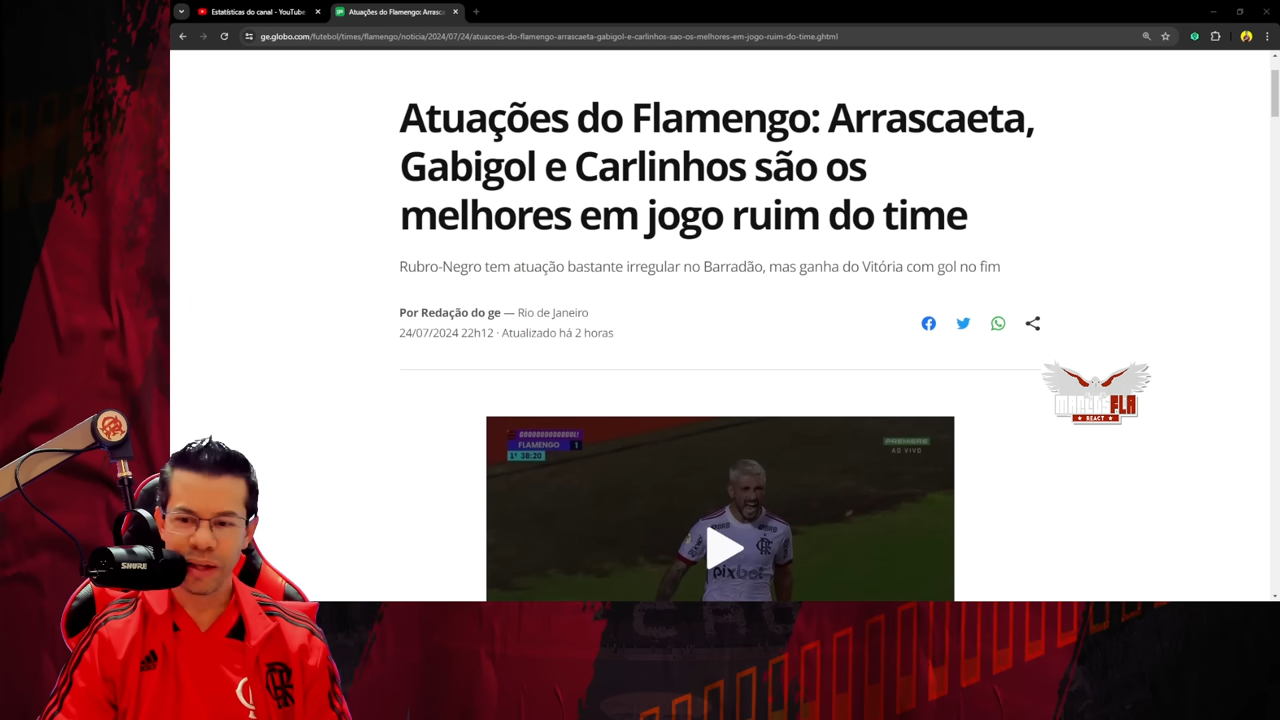 Estatísticas do canal - YouTube
Atuações do Flamengo: Arrasc
ge.globo.com/futebol/times/flamengo/noticia/2024/07/24/atuacoes-do-flamengo-arrascaeta-gabigol-e-carlinhos-sao-os-melhores-em-jogo-ruim-do-time.ghtml
Atuações do Flamengo: Arrascaeta,
Gabigol e Carlinhos são os
melhores em jogo ruim do time
Rubro-Negro tem atuação bastante irregular no Barradão, mas ganha do Vitória com gol no fim
Por Redação do ge — Rio de Janeiro
24/07/2024 22h12 · Atualizado há 2 horas
FLA
REACT
FLAMENGO 1
1º 38:20
PREMIERE
AO VIVO
pixbet
SHURE